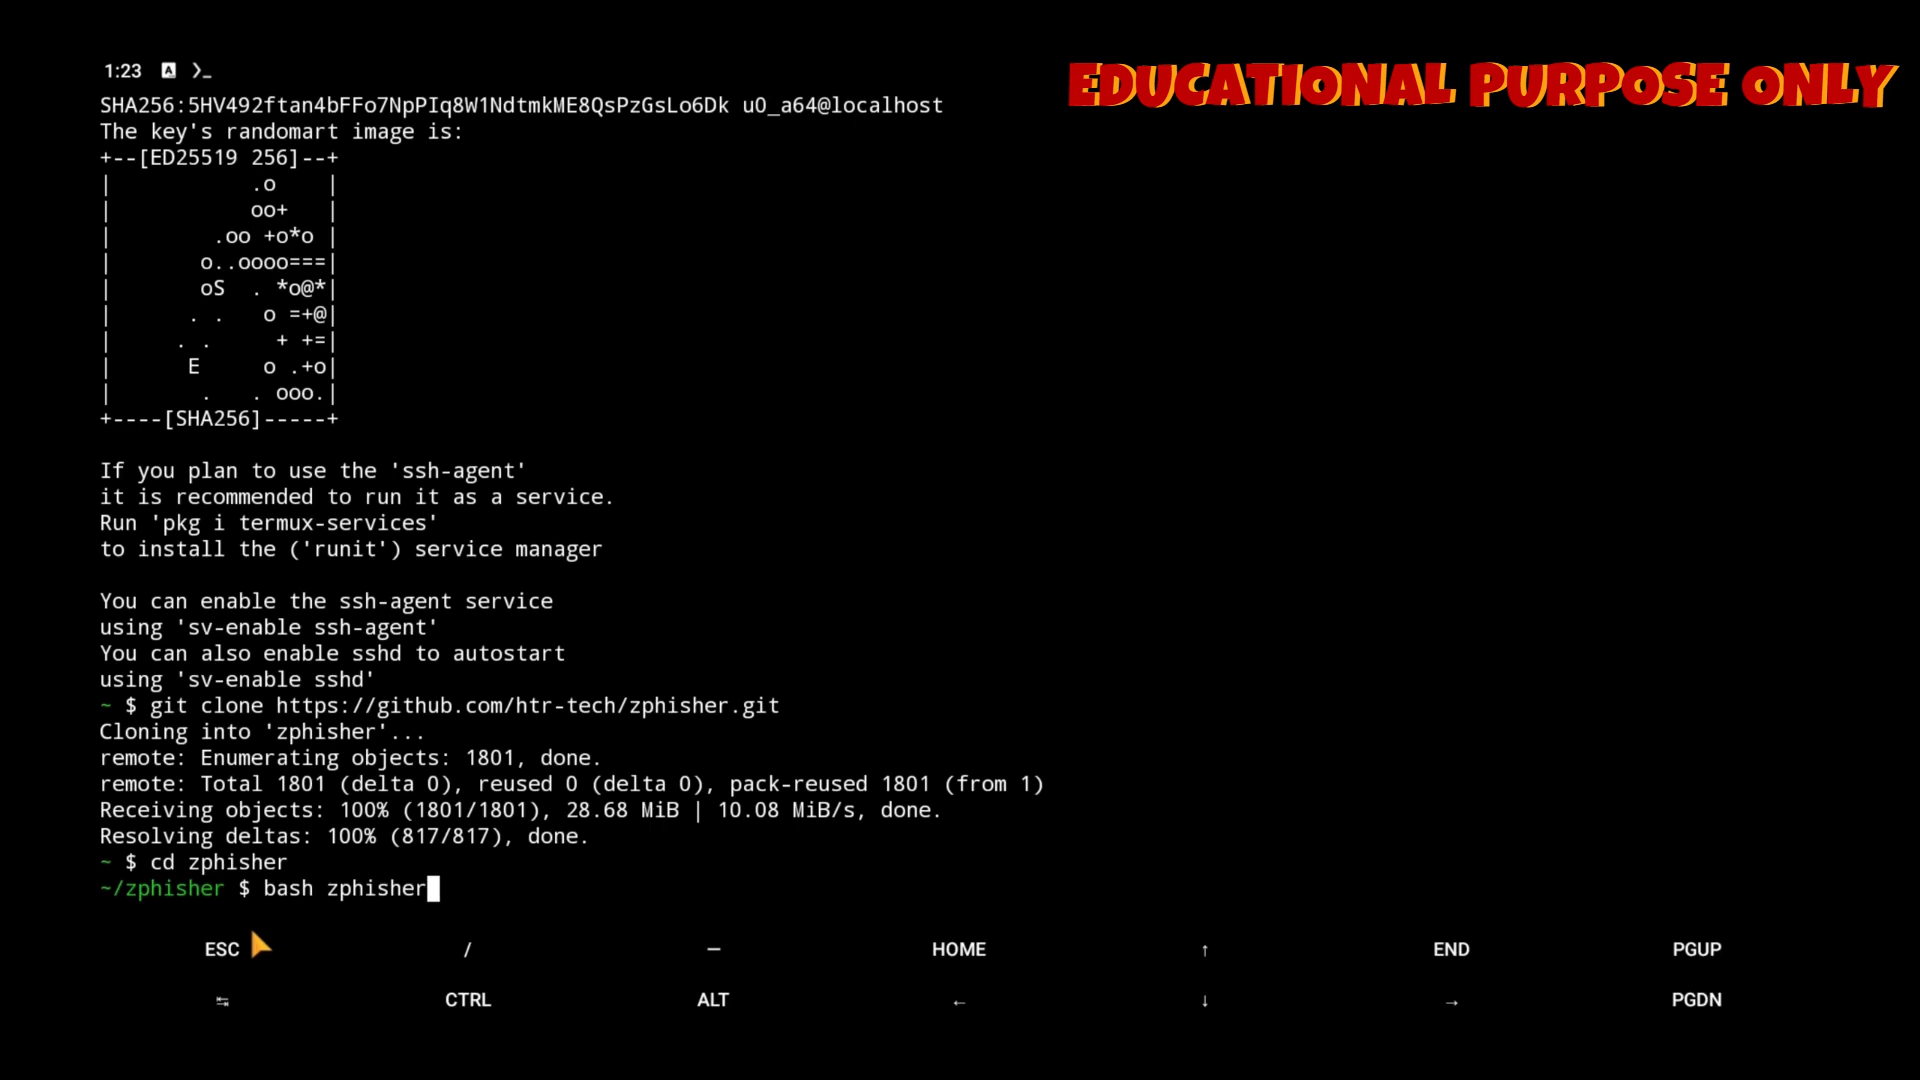 1:23 A >_
EDUCATIONAL PURPOSE ONLY
SHA256:5HV492ftan4bFFo7NpPIq8W1NdtmkME8QsPzGsLo6Dk u0_a64@localhost
The key's randomart image is:
+--[ED25519 256]--+
|            .o    |
|            oo+   |
|         .oo +o*o |
|        o..oooo===|
|        oS  . *o@*|
|       . .   o =+@|
|      . .     + +=|
|       E     o .+o|
|        .   . ooo.|
+----[SHA256]-----+
If you plan to use the 'ssh-agent'
it is recommended to run it as a service.
Run 'pkg i termux-services'
to install the ('runit') service manager
You can enable the ssh-agent service
using 'sv-enable ssh-agent'
You can also enable sshd to autostart
using 'sv-enable sshd'
~ $ git clone https://github.com/htr-tech/zphisher.git
Cloning into 'zphisher'...
remote: Enumerating objects: 1801, done.
remote: Total 1801 (delta 0), reused 0 (delta 0), pack-reused 1801 (from 1)
Receiving objects: 100% (1801/1801), 28.68 MiB | 10.08 MiB/s, done.
Resolving deltas: 100% (817/817), done.
~ $ cd zphisher
~/zphisher $ bash zphisher
ESC / — HOME ↑ END PGUP
↹ CTRL ALT ← ↓ → PGDN